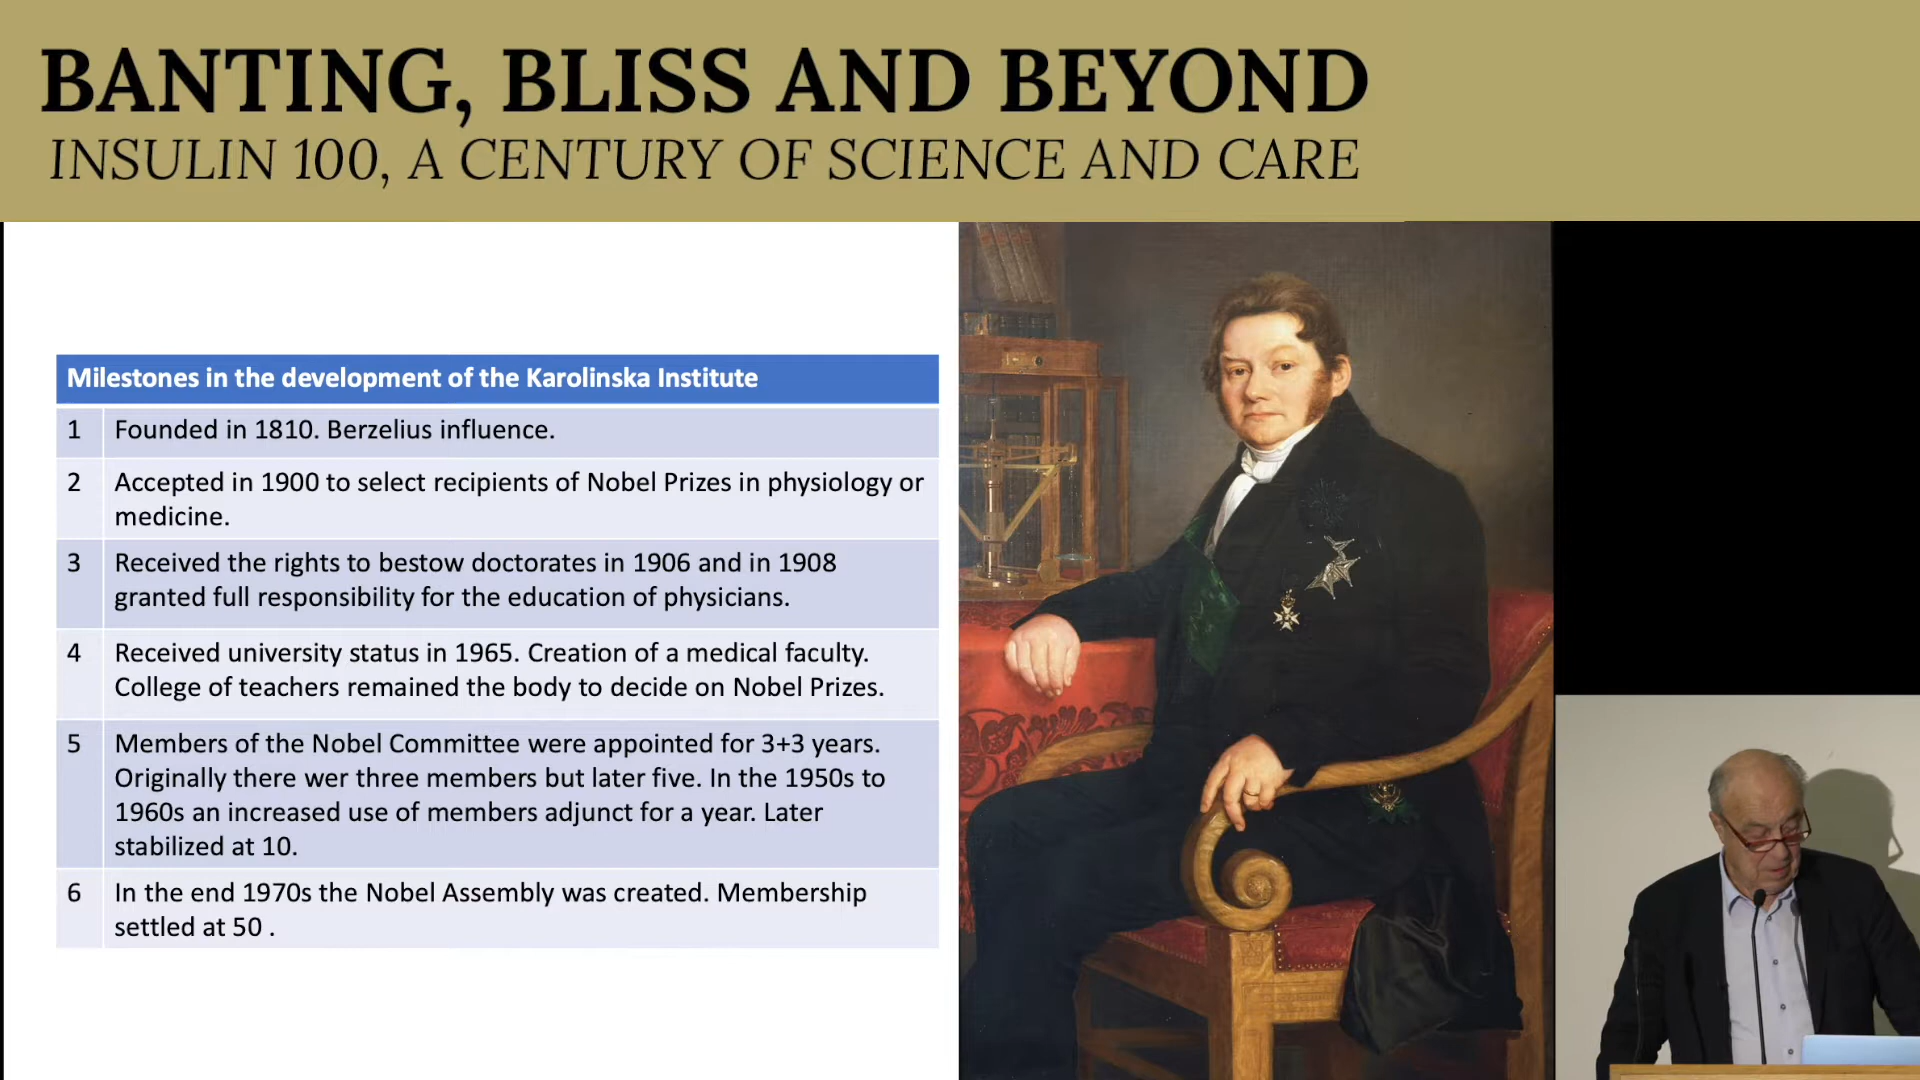 BANTING, BLISS AND BEYOND
INSULIN 100, A CENTURY OF SCIENCE AND CARE
Milestones in the development of the Karolinska Institute
1 Founded in 1810. Berzelius influence.
2 Accepted in 1900 to select recipients of Nobel Prizes in physiology or
medicine.
3 Received the rights to bestow doctorates in 1906 and in 1908
granted full responsibility for the education of physicians.
4 Received university status in 1965. Creation of a medical faculty.
College of teachers remained the body to decide on Nobel Prizes.
5 Members of the Nobel Committee were appointed for 3+3 years.
Originally there wer three members but later five. In the 1950s to
1960s an increased use of members adjunct for a year. Later
stabilized at 10.
6 In the end 1970s the Nobel Assembly was created. Membership
settled at 50 .